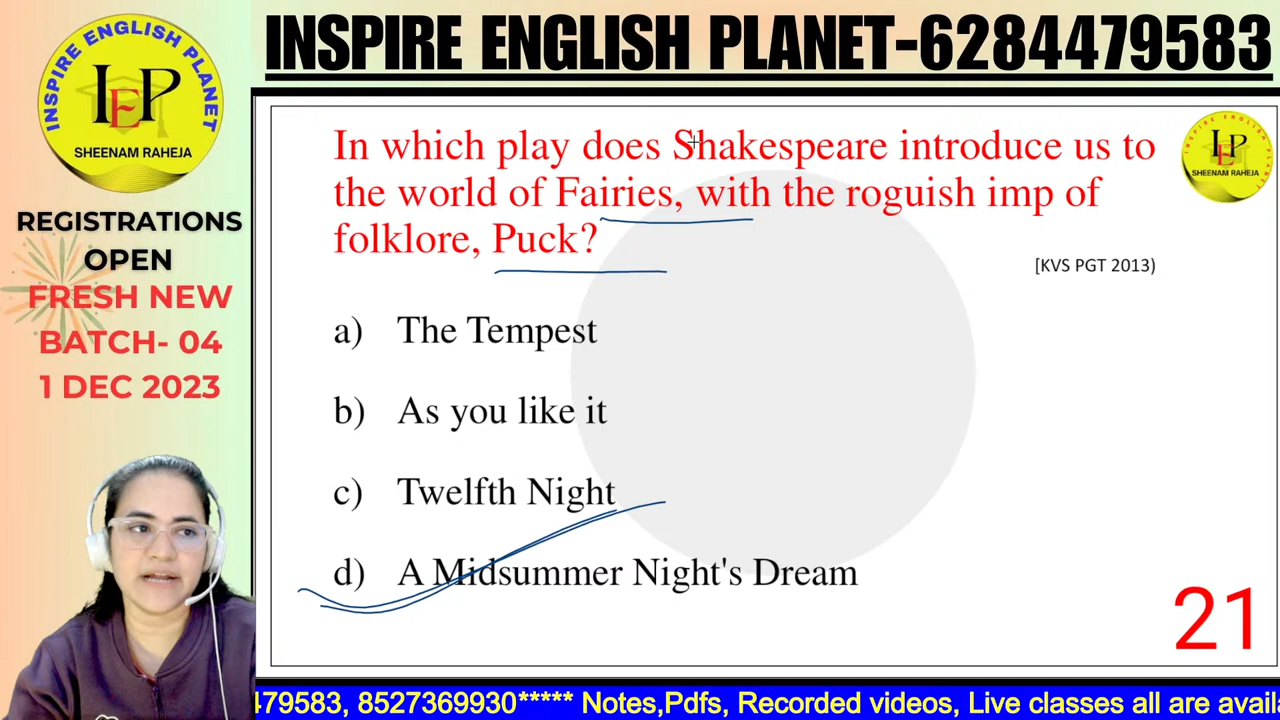 INSPIRE ENGLISH PLANET-6284479583
INSPIRE ENGLISH PLANET
IEP
SHEENAM RAHEJA
REGISTRATIONS
OPEN
FRESH NEW
BATCH- 04
1 DEC 2023
In which play does Shakespeare introduce us to
the world of Fairies, with the roguish imp of
folklore, Puck?
[KVS PGT 2013)
a) The Tempest
b) As you like it
c) Twelfth Night
d) A Midsummer Night's Dream
INSPIRE ENGLISH PLANET
IEP
SHEENAM RAHEJA
21
479583, 8527369930***** Notes,Pdfs, Recorded videos, Live classes all are avail